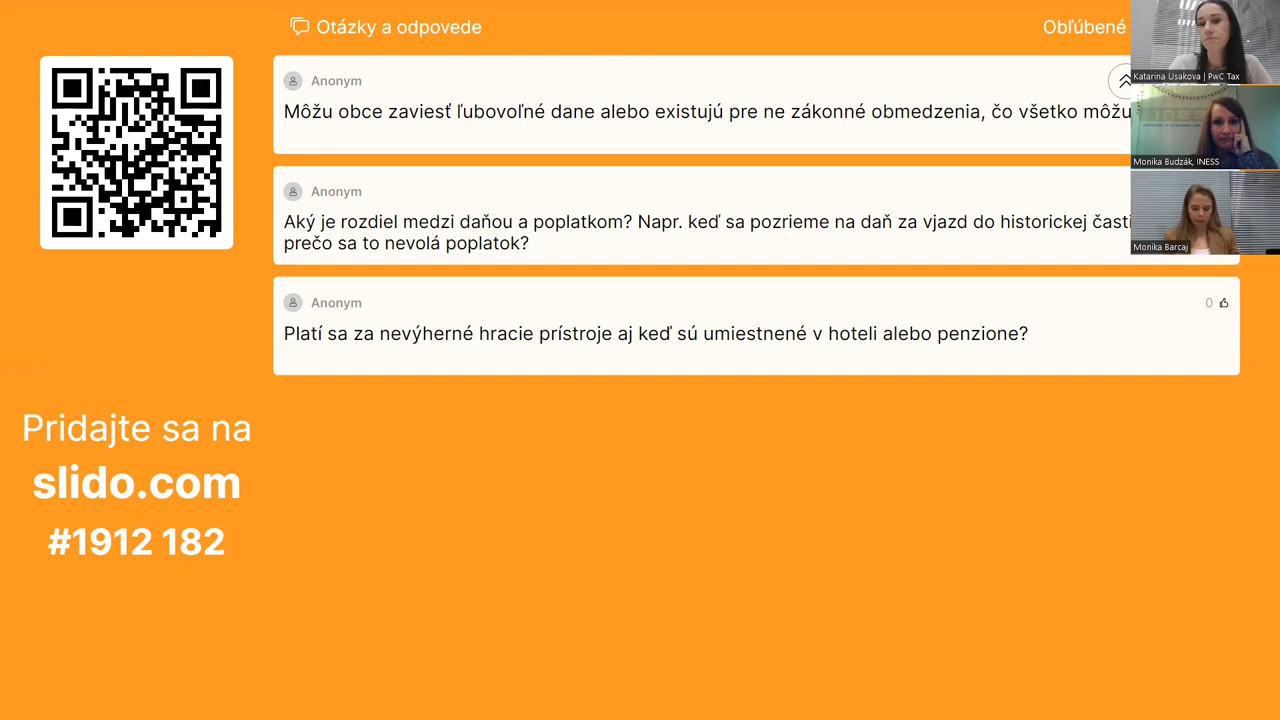 Otázky a odpovede
Obľúbené
Anonym
Môžu obce zaviesť ľubovoľné dane alebo existujú pre ne zákonné obmedzenia, čo všetko môžu
Anonym
Aký je rozdiel medzi daňou a poplatkom? Napr. keď sa pozrieme na daň za vjazd do historickej časti
prečo sa to nevolá poplatok?
Anonym
0
Platí sa za nevýherné hracie prístroje aj keď sú umiestnené v hoteli alebo penzione?
Pridajte sa na
slido.com
#1912 182
Katarina Usakova | PwC Tax
Monika Budzák, INESS
Monika Barcaj